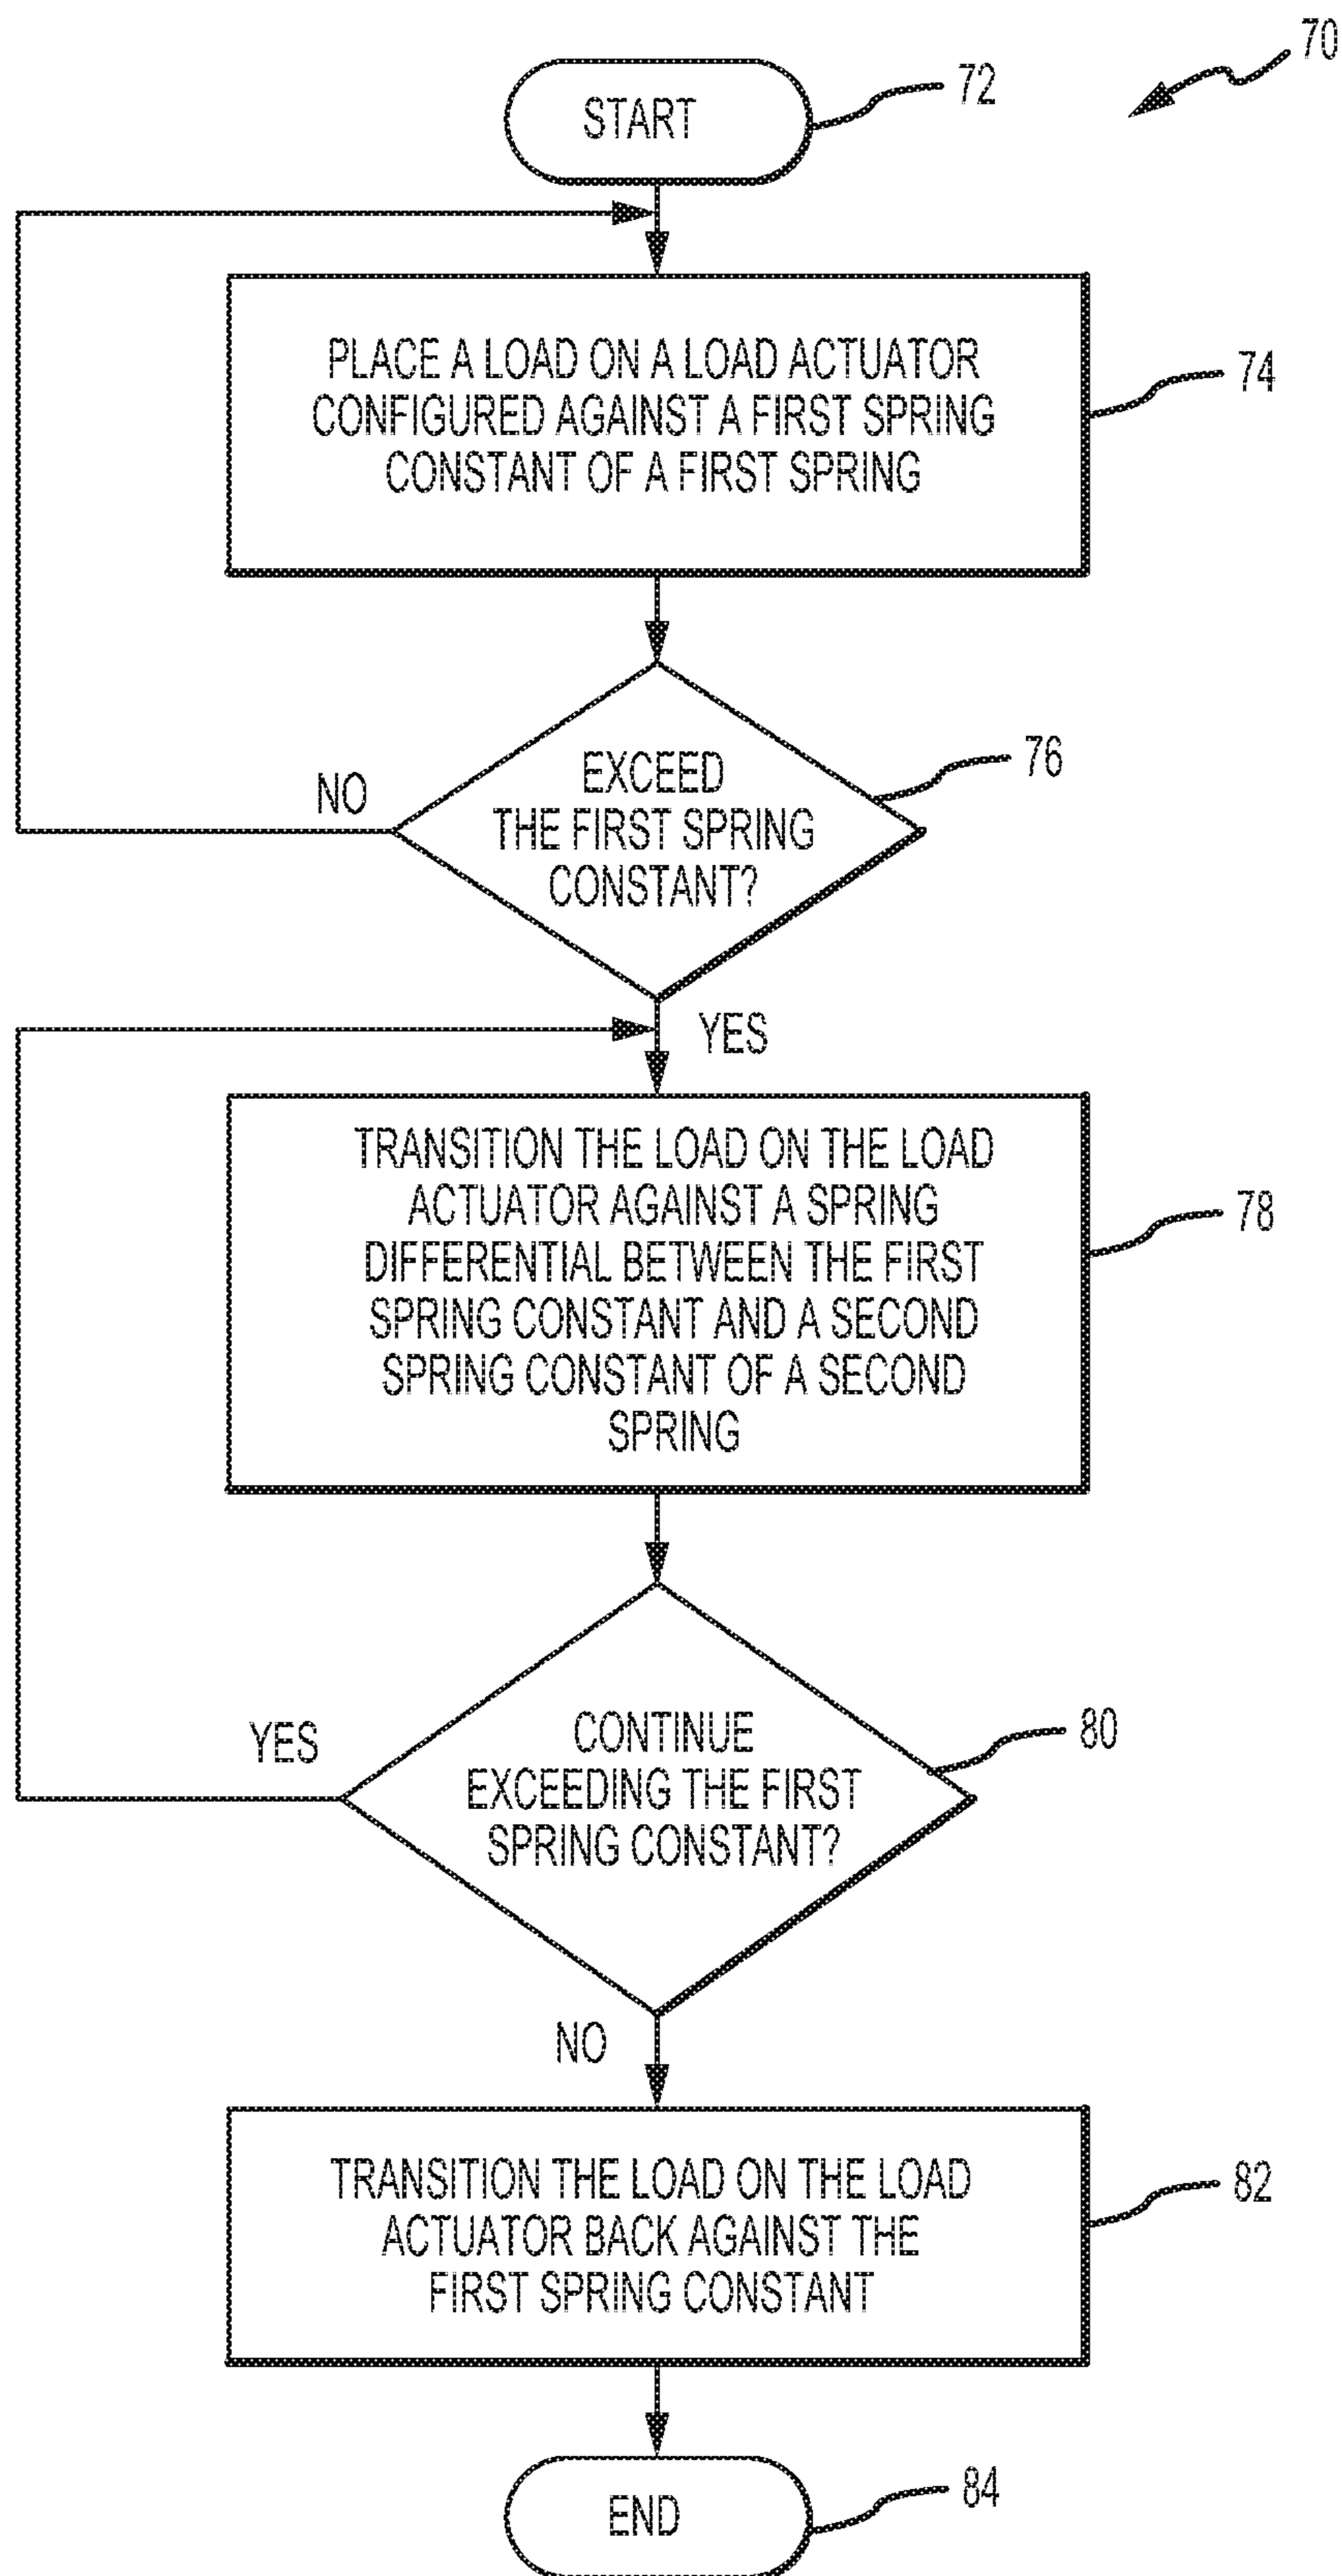 70
START
72
PLACE A LOAD ON A LOAD ACTUATOR
CONFIGURED AGAINST A FIRST SPRING
CONSTANT OF A FIRST SPRING
74
EXCEED
THE FIRST SPRING
CONSTANT?
76
NO
YES
TRANSITION THE LOAD ON THE LOAD
ACTUATOR AGAINST A SPRING
DIFFERENTIAL BETWEEN THE FIRST
SPRING CONSTANT AND A SECOND
SPRING CONSTANT OF A SECOND
SPRING
78
CONTINUE
EXCEEDING THE FIRST
SPRING CONSTANT?
80
YES
NO
TRANSITION THE LOAD ON THE LOAD
ACTUATOR BACK AGAINST THE
FIRST SPRING CONSTANT
82
END
84